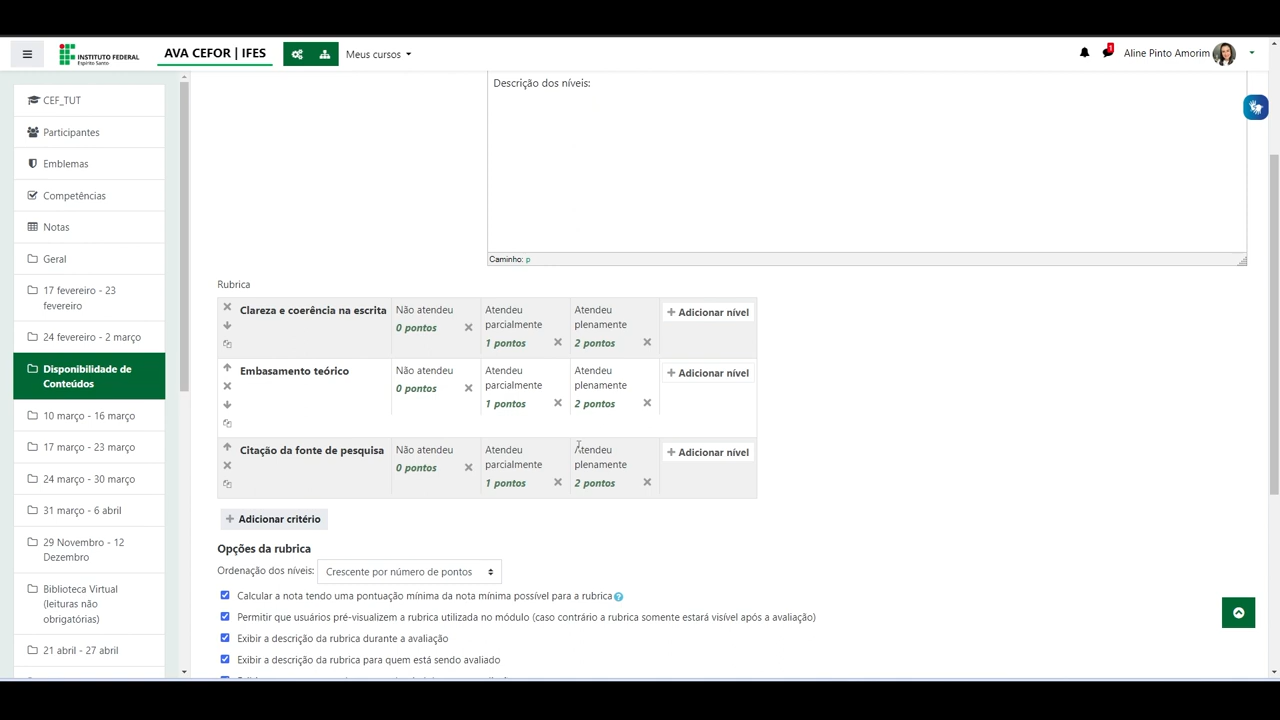 INSTITUTO FEDERAL
Espírito Santo
AVA CEFOR | IFES
Meus cursos
1
Aline Pinto Amorim
CEF_TUT
Participantes
Emblemas
Competências
Notas
Geral
17 fevereiro - 23
fevereiro
24 fevereiro - 2 março
Disponibilidade de
Conteúdos
10 março - 16 março
17 março - 23 março
24 março - 30 março
31 março - 6 abril
29 Novembro - 12
Dezembro
Biblioteca Virtual
(leituras não
obrigatórias)
21 abril - 27 abril
Descrição dos níveis:
Caminho: p
Rubrica
Clareza e coerência na escrita
Não atendeu
0 pontos
Atendeu
parcialmente
1 pontos
Atendeu
plenamente
2 pontos
+ Adicionar nível
Embasamento teórico
Não atendeu
0 pontos
Atendeu
parcialmente
1 pontos
Atendeu
plenamente
2 pontos
+ Adicionar nível
Citação da fonte de pesquisa
Não atendeu
0 pontos
Atendeu
parcialmente
1 pontos
Atendeu
plenamente
2 pontos
+ Adicionar nível
+ Adicionar critério
Opções da rubrica
Ordenação dos níveis: Crescente por número de pontos
Calcular a nota tendo uma pontuação mínima da nota mínima possível para a rubrica
Permitir que usuários pré-visualizem a rubrica utilizada no módulo (caso contrário a rubrica somente estará visível após a avaliação)
Exibir a descrição da rubrica durante a avaliação
Exibir a descrição da rubrica para quem está sendo avaliado